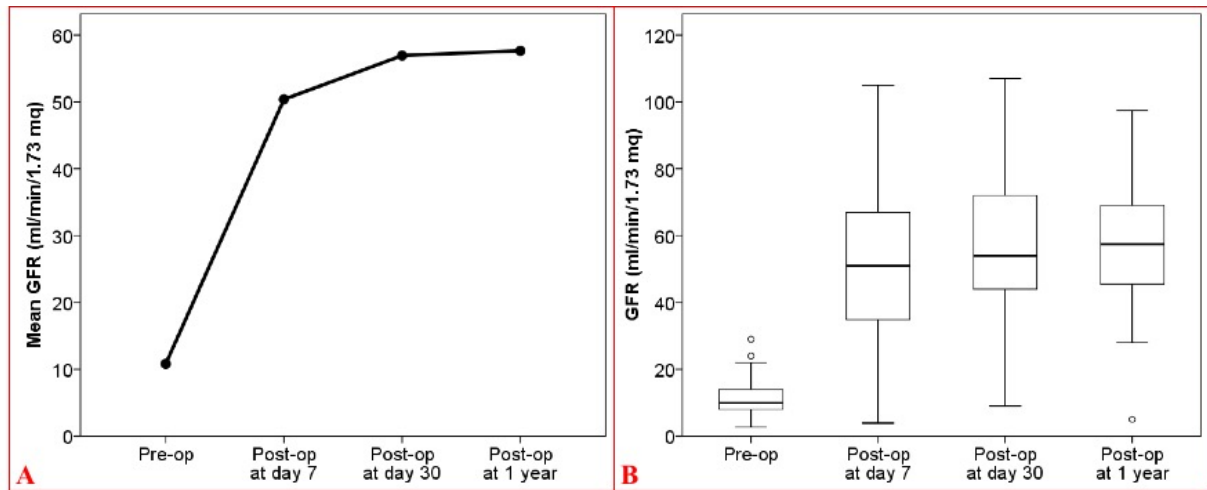 Mean GFR (ml/min/1.73 mq)
60
50
40
30
20
10
0
Pre-op
Post-op
at day 7
Post-op
at day 30
Post-op
at 1 year
A
GFR (ml/min/1.73 mq)
120
100
80
60
40
20
0
Pre-op
Post-op
at day 7
Post-op
at day 30
Post-op
at 1 year
B